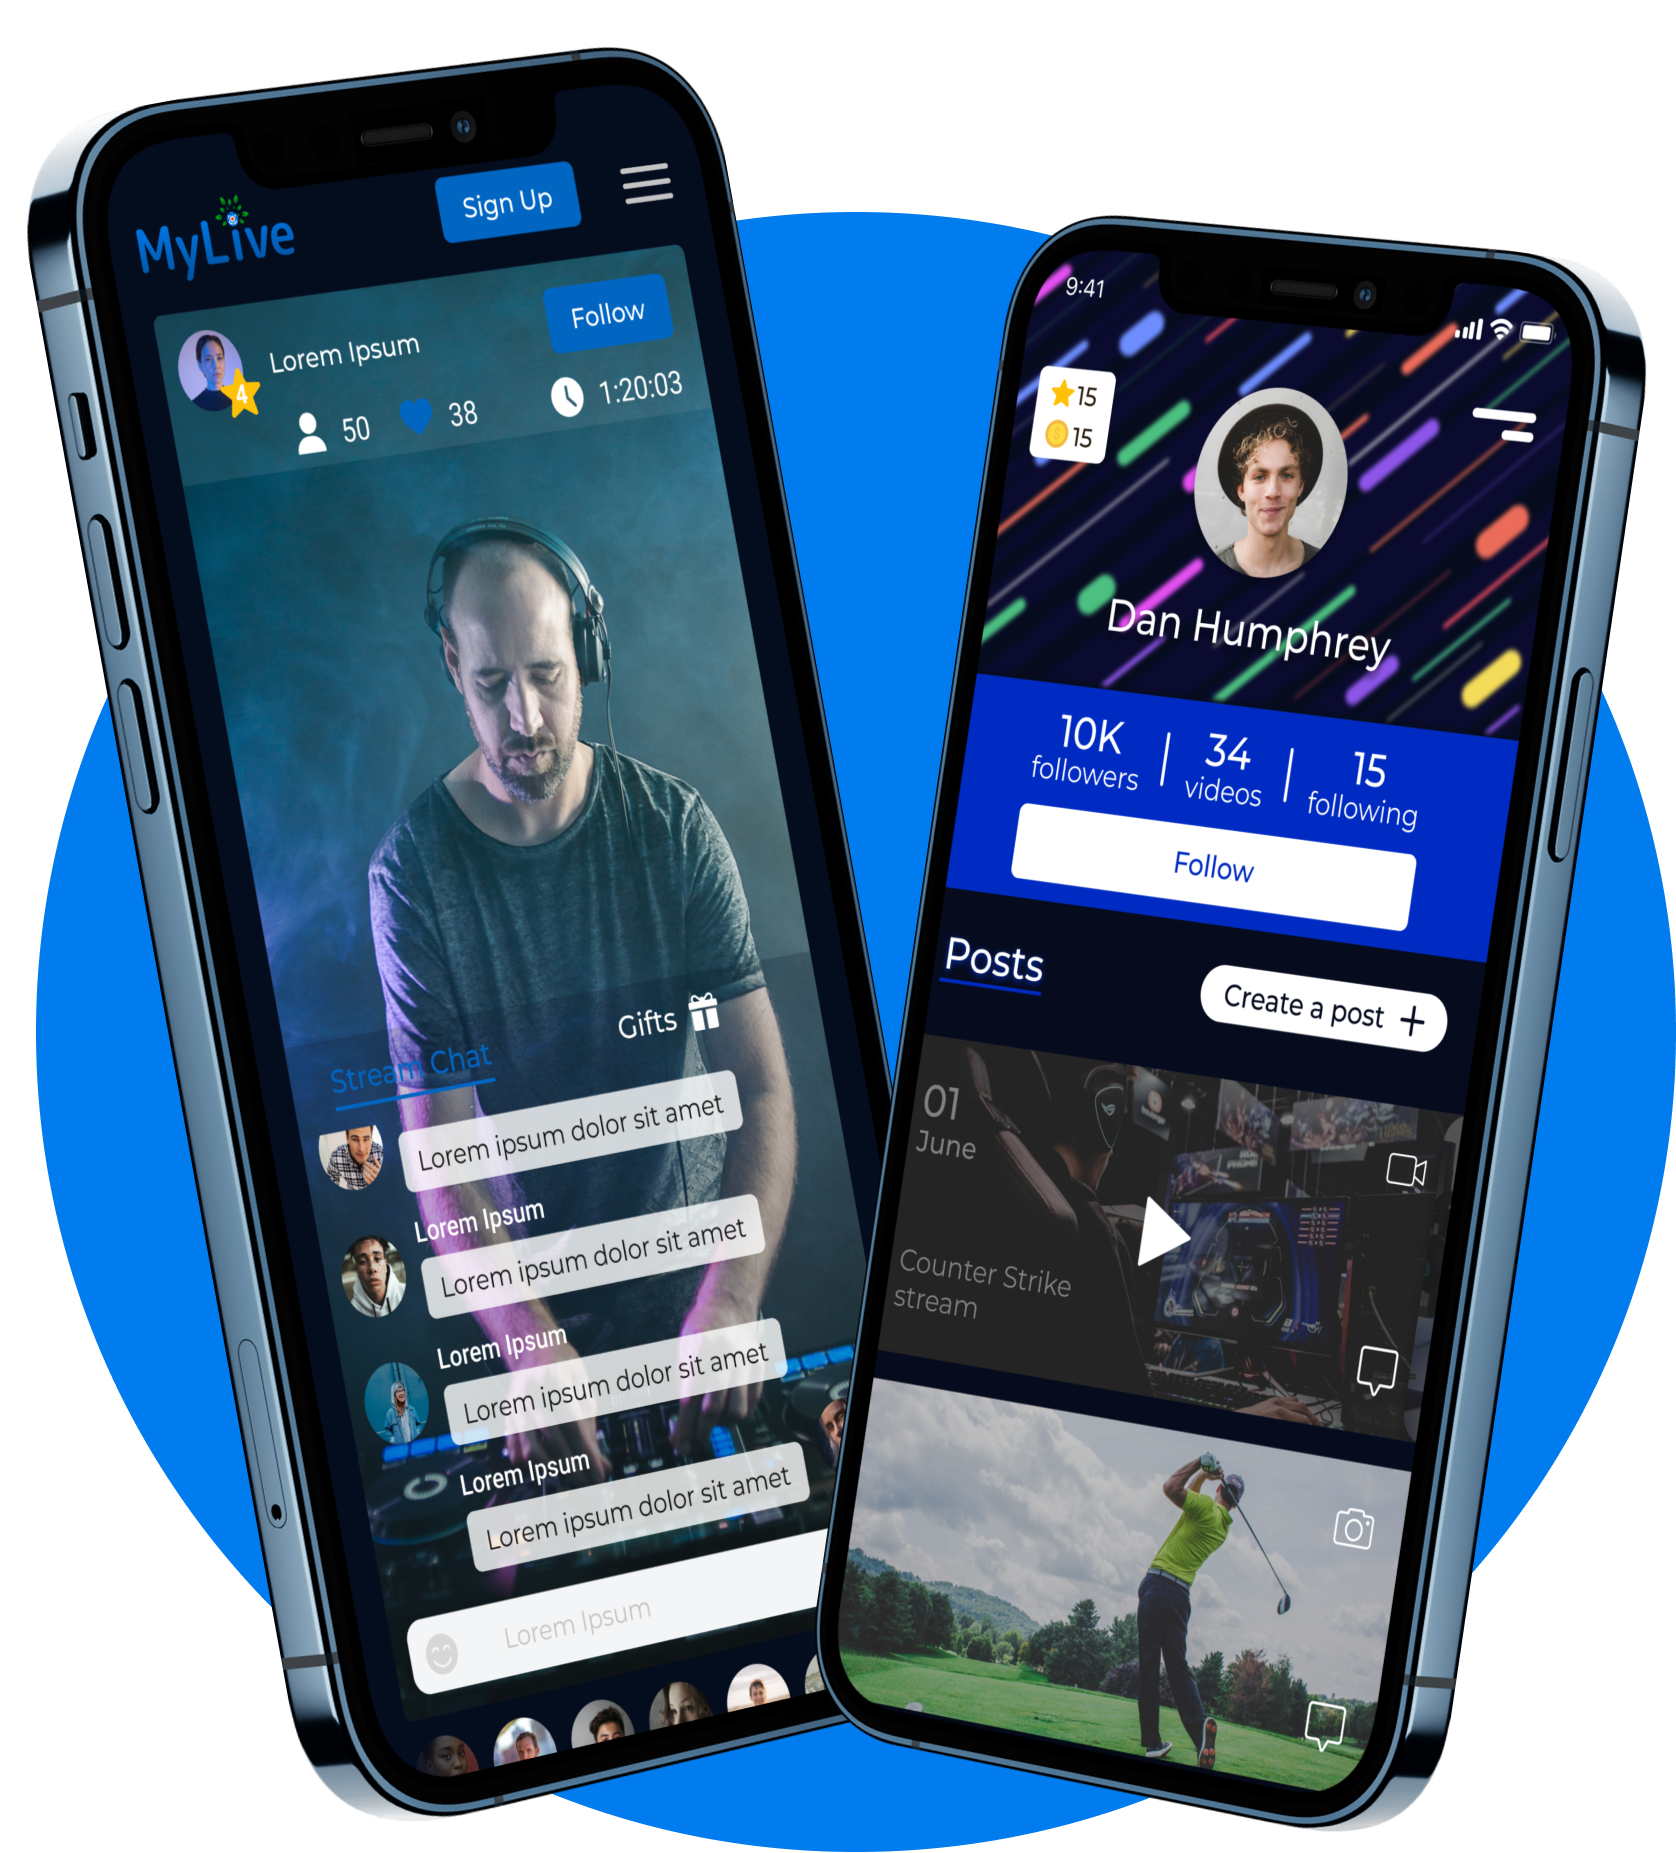 MyLive
Sign Up
Lorem Ipsum
Follow
4
50
38
1:20:03
Stream Chat
Gifts
Lorem ipsum dolor sit amet
Lorem Ipsum
Lorem ipsum dolor sit amet
Lorem Ipsum
Lorem ipsum dolor sit amet
Lorem Ipsum
Lorem ipsum dolor sit amet
Lorem Ipsum
9:41
15
15
Dan Humphrey
10K
followers
34
videos
15
following
Follow
Posts
Create a post +
01
June
Counter Strike
stream